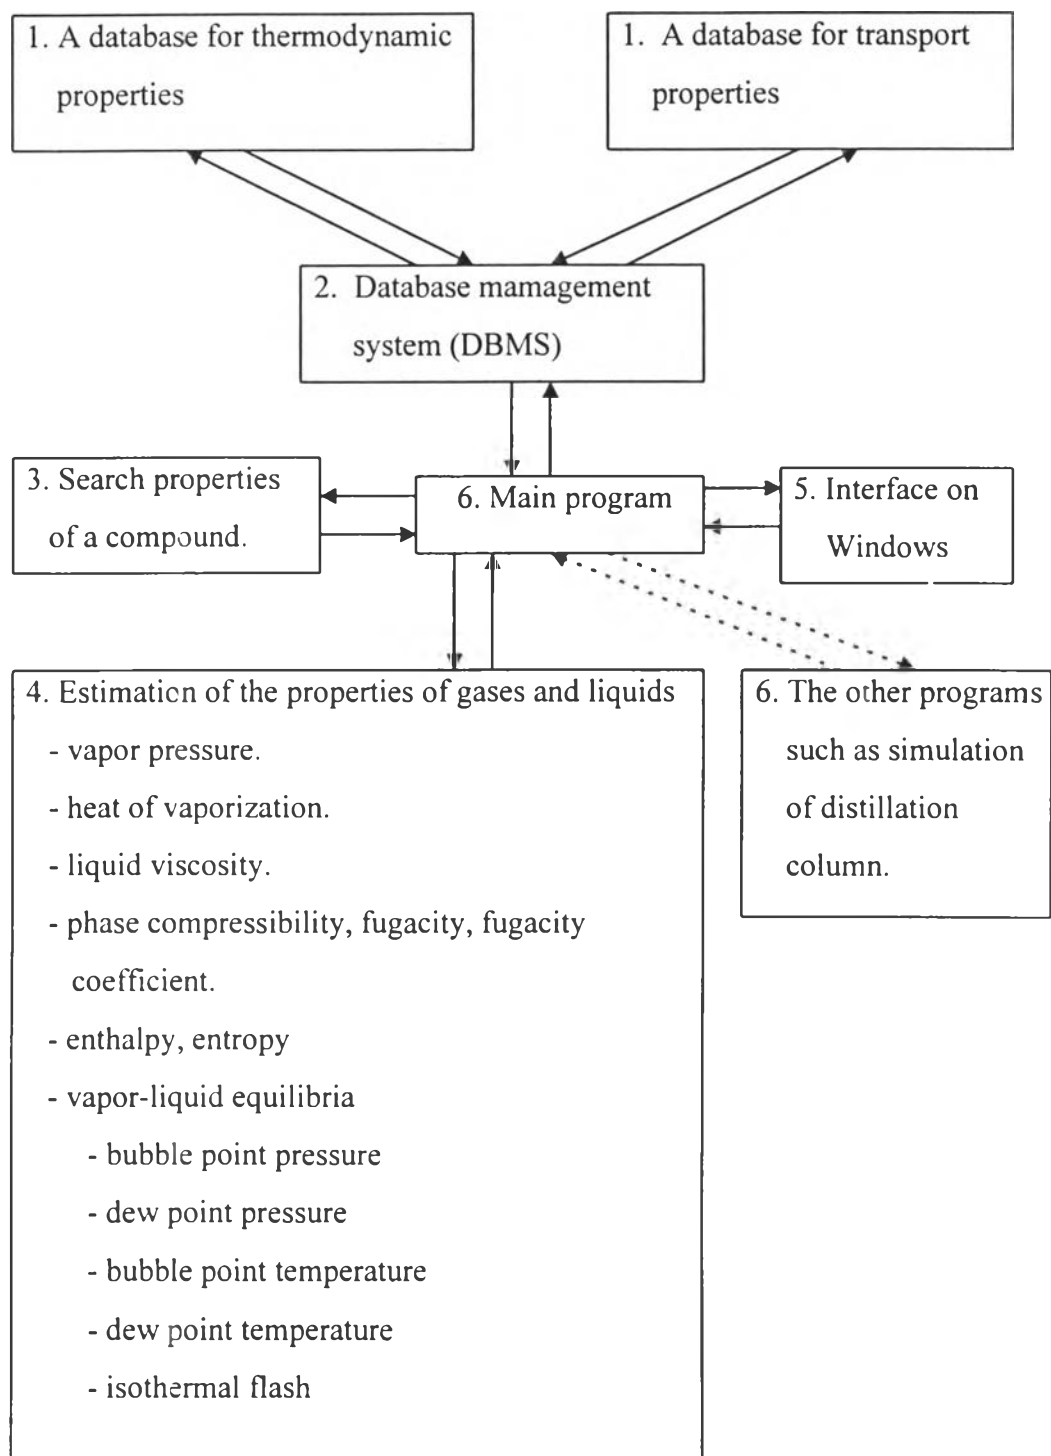 1. A database for thermodynamic
properties
1. A database for transport
properties
2. Database mamagement
system (DBMS)
3. Search properties
of a compound.
6. Main program
5. Interface on
Windows
4. Estimation of the properties of gases and liquids
- vapor pressure.
- heat of vaporization.
- liquid viscosity.
- phase compressibility, fugacity, fugacity
coefficient.
- enthalpy, entropy
- vapor-liquid equilibria
- bubble point pressure
- dew point pressure
- bubble point temperature
- dew point temperature
- isothermal flash
6. The other programs
such as simulation
of distillation
column.